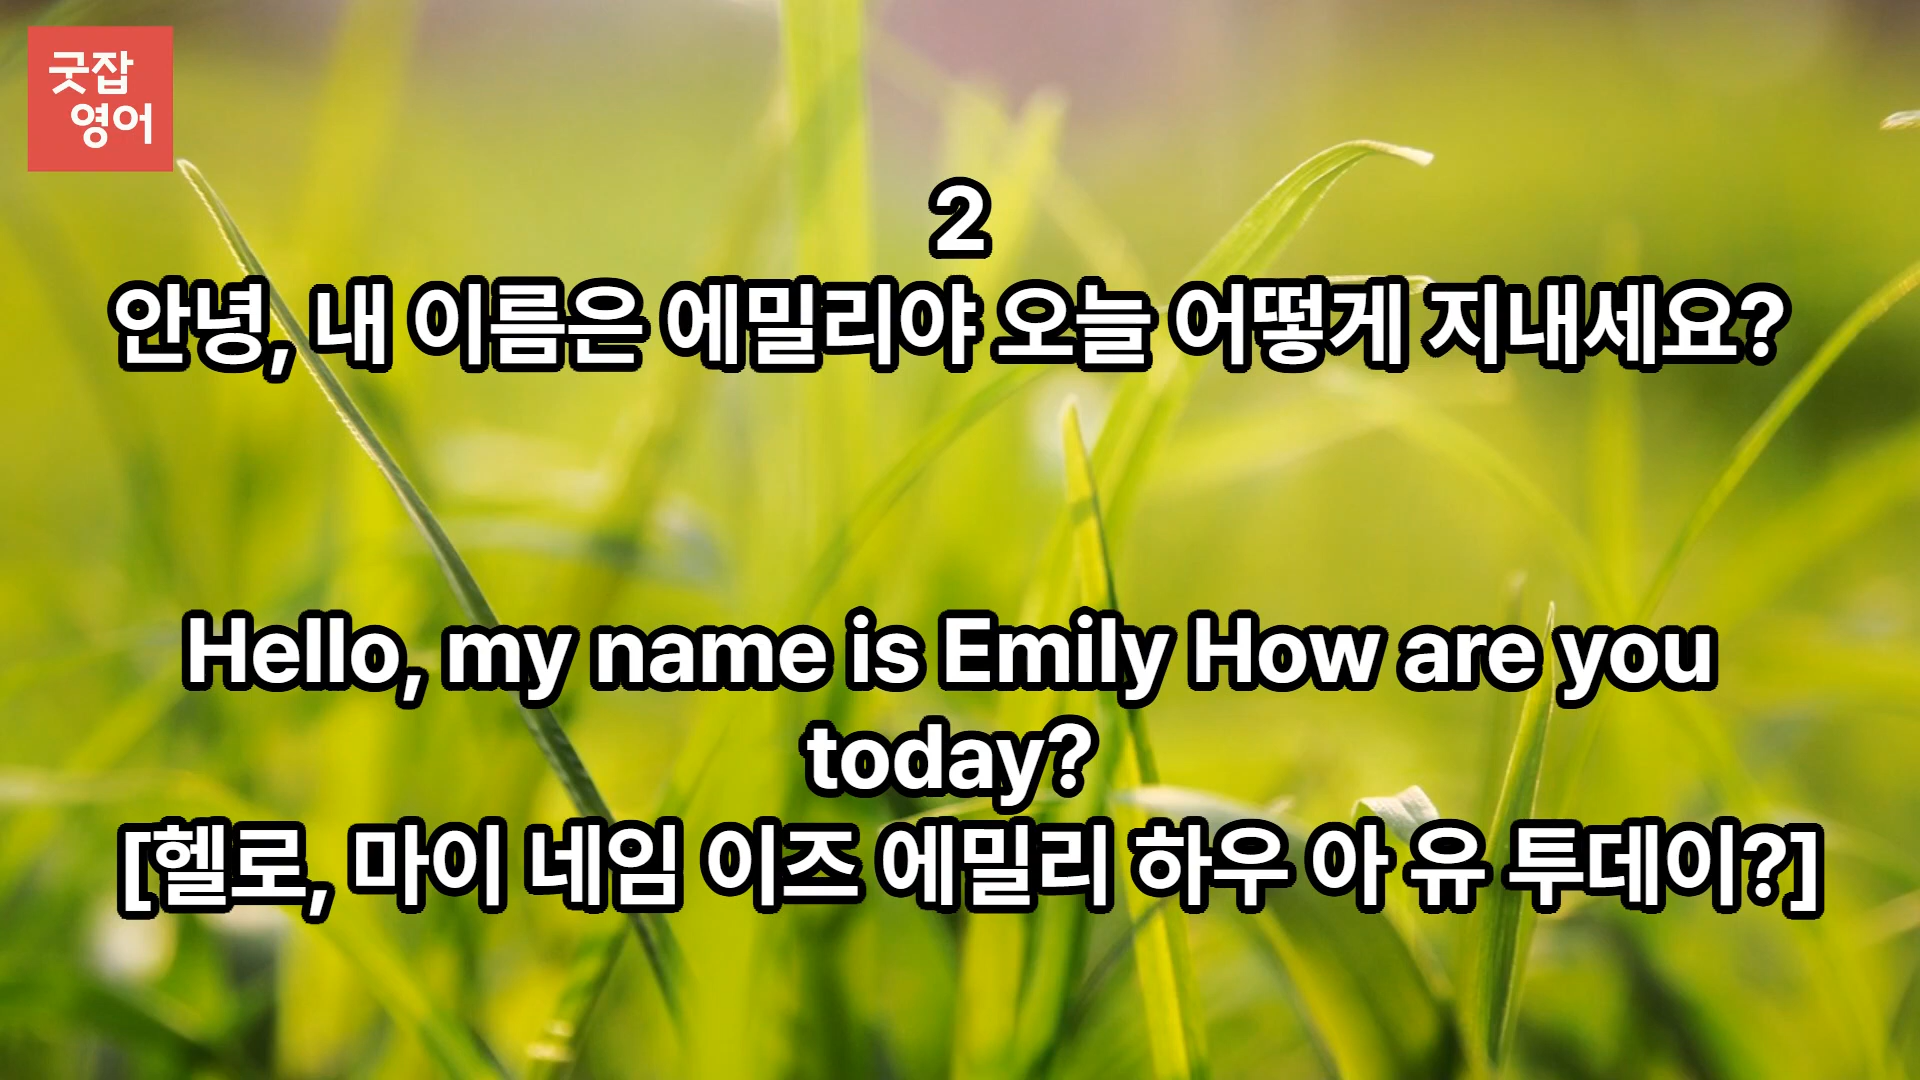 굿잡
영어
2
안녕, 내 이름은 에밀리야 오늘 어떻게 지내세요?
Hello, my name is Emily How are you
today?
[헬로, 마이 네임 이즈 에밀리 하우 아 유 투데이?]